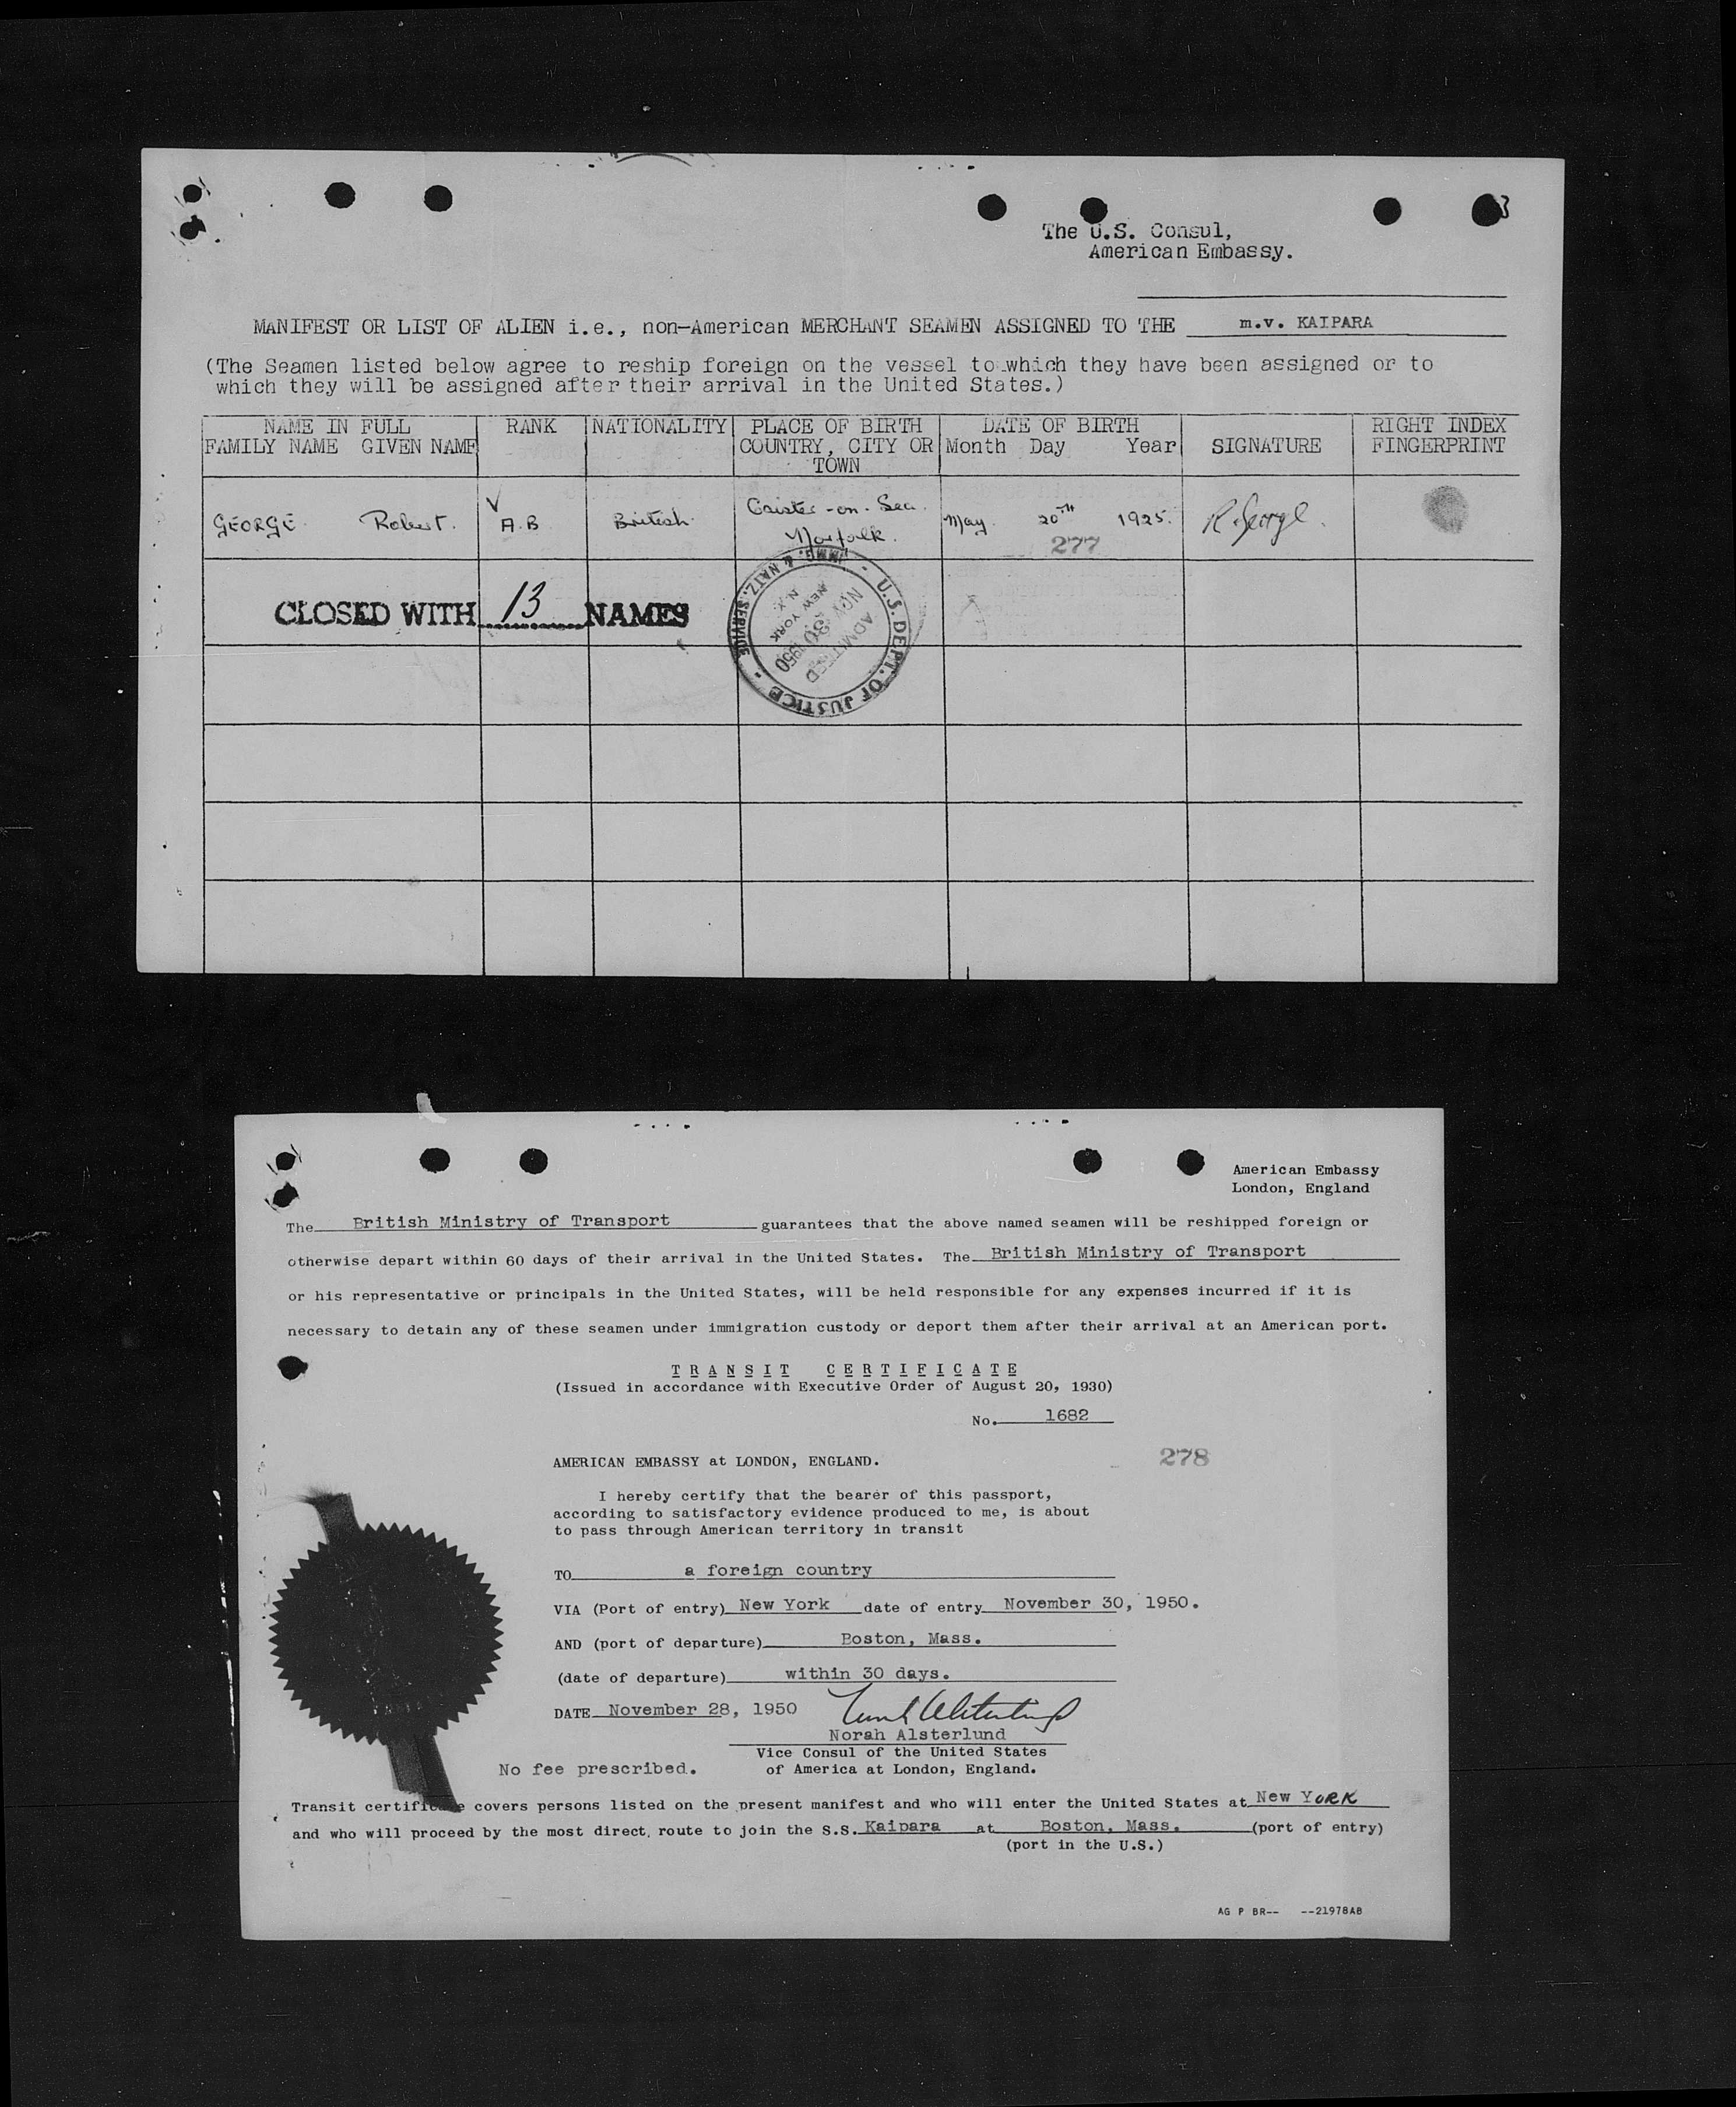 3
The U.S. Consul,
American Embassy.
MANIFEST OR LIST OF ALIEN i.e., non-American MERCHANT SEAMEN ASSIGNED TO THE m.v. KAIPARA
(The Seamen listed below agree to reship foreign on the vessel to which they have been assigned or to
which they will be assigned after their arrival in the United States.)
NAME IN FULL RANK NATIONALITY PLACE OF BIRTH DATE OF BIRTH RIGHT INDEX
FAMILY NAME GIVEN NAME COUNTRY, CITY OR Month Day Year SIGNATURE FINGERPRINT
TOWN
GEORGE Robert. A.B British Caister-on-Sea. May 20TH 1925. R. George.
Norfolk.
277
CLOSED WITH 13 NAMES
U.S. DEPT. OF JUSTICE - IMMG. & NATZ. SERVICE -
ADMITTED
NOV 30 1950
NEW YORK
N.Y.
American Embassy
London, England
The British Ministry of Transport guarantees that the above named seamen will be reshipped foreign or
otherwise depart within 60 days of their arrival in the United States. The British Ministry of Transport
or his representative or principals in the United States, will be held responsible for any expenses incurred if it is
necessary to detain any of these seamen under immigration custody or deport them after their arrival at an American port.
TRANSIT CERTIFICATE
(Issued in accordance with Executive Order of August 20, 1930)
No. 1682
AMERICAN EMBASSY at LONDON, ENGLAND.
278
I hereby certify that the bearer of this passport,
according to satisfactory evidence produced to me, is about
to pass through American territory in transit
TO a foreign country
VIA (Port of entry) New York date of entry November 30, 1950.
AND (port of departure) Boston, Mass.
(date of departure) within 30 days.
DATE November 28, 1950
Norah Alsterlund
Vice Consul of the United States
No fee prescribed. of America at London, England.
Transit certificate covers persons listed on the present manifest and who will enter the United States at New York
and who will proceed by the most direct route to join the S.S. Kaipara at Boston, Mass. (port of entry)
(port in the U.S.)
AG P BR-- --21978AB